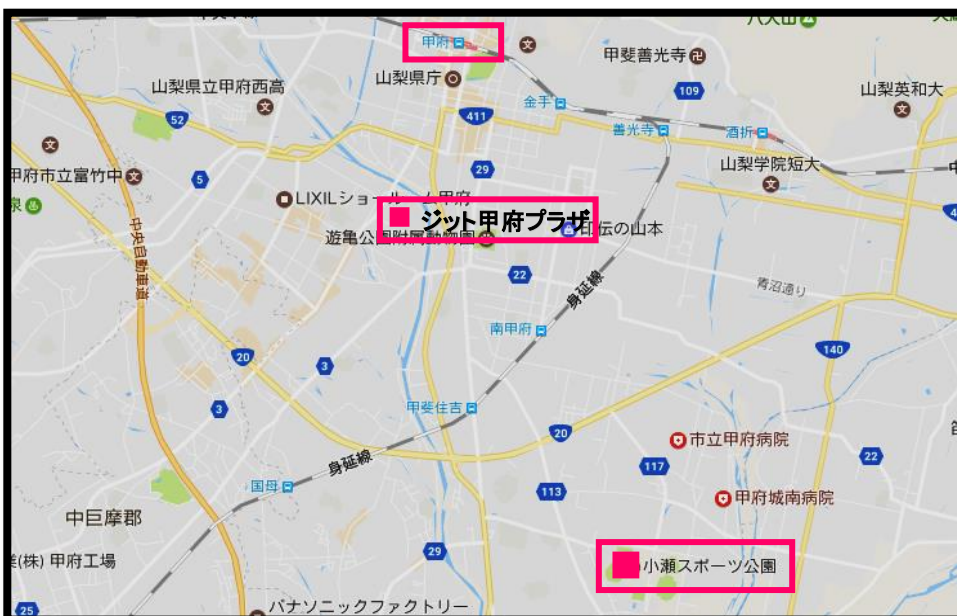 甲府
山梨県庁
甲斐善光寺
山梨県立甲府西高
109
山梨英和大
52
411
金手
善光寺
酒折
甲府市立富竹中
5
29
山梨学院短大
LIXILショールーム甲府
ジット甲府プラザ
遊亀公園附属動物園
印伝の山本
中央自動車道
22
身延線
青沼通り
南甲府
140
20
3
3
甲斐住吉
20
市立甲府病院
身延線
117
22
国母
113
甲府城南病院
中巨摩郡
29
(株) 甲府工場
小瀬スポーツ公園
25
パナソニックファクトリー